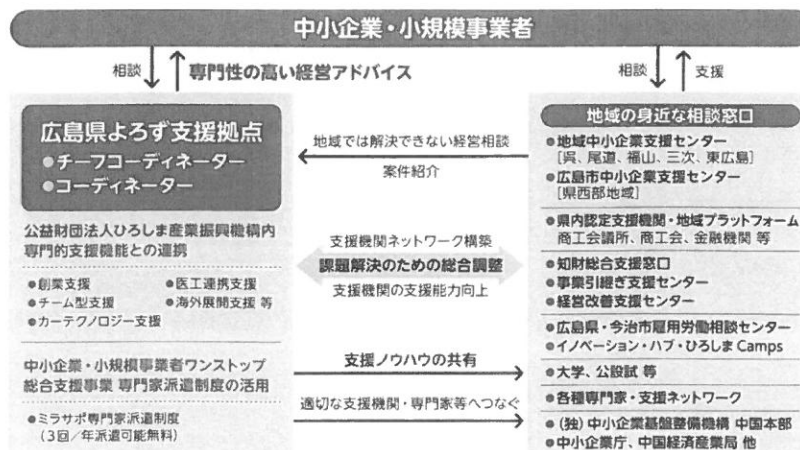 中小企業・小規模事業者
相談
専門性の高い経営アドバイス
相談
支援
広島県よろず支援拠点
●チーフコーディネーター
●コーディネーター
公益財団法人ひろしま産業振興機構内
専門的支援機能との連携
●創業支援
●医工連携支援
●チーム型支援
●海外展開支援 等
●カーテクノロジー支援
中小企業・小規模事業者ワンストップ
総合支援事業 専門家派遣制度の活用
●ミラサポ専門家派遣制度
(3回/年派遣可能無料)
地域では解決できない経営相談
案件紹介
支援機関ネットワーク構築
課題解決のための総合調整
支援機関の支援能力向上
支援ノウハウの共有
適切な支援機関・専門家等へつなぐ
地域の身近な相談窓口
●地域中小企業支援センター
[呉、尾道、福山、三次、東広島]
●広島市中小企業支援センター
[県西部地域]
●県内認定支援機関・地域プラットフォーム
商工会議所、商工会、金融機関 等
●知財総合支援窓口
●事業引継ぎ支援センター
●経営改善支援センター
●広島県・今治市雇用労働相談センター
●イノベーション・ハブ・ひろしま Camps
●大学、公設試 等
●各種専門家・支援ネットワーク
●(独)中小企業基盤整備機構 中国本部
●中小企業庁、中国経済産業局 他